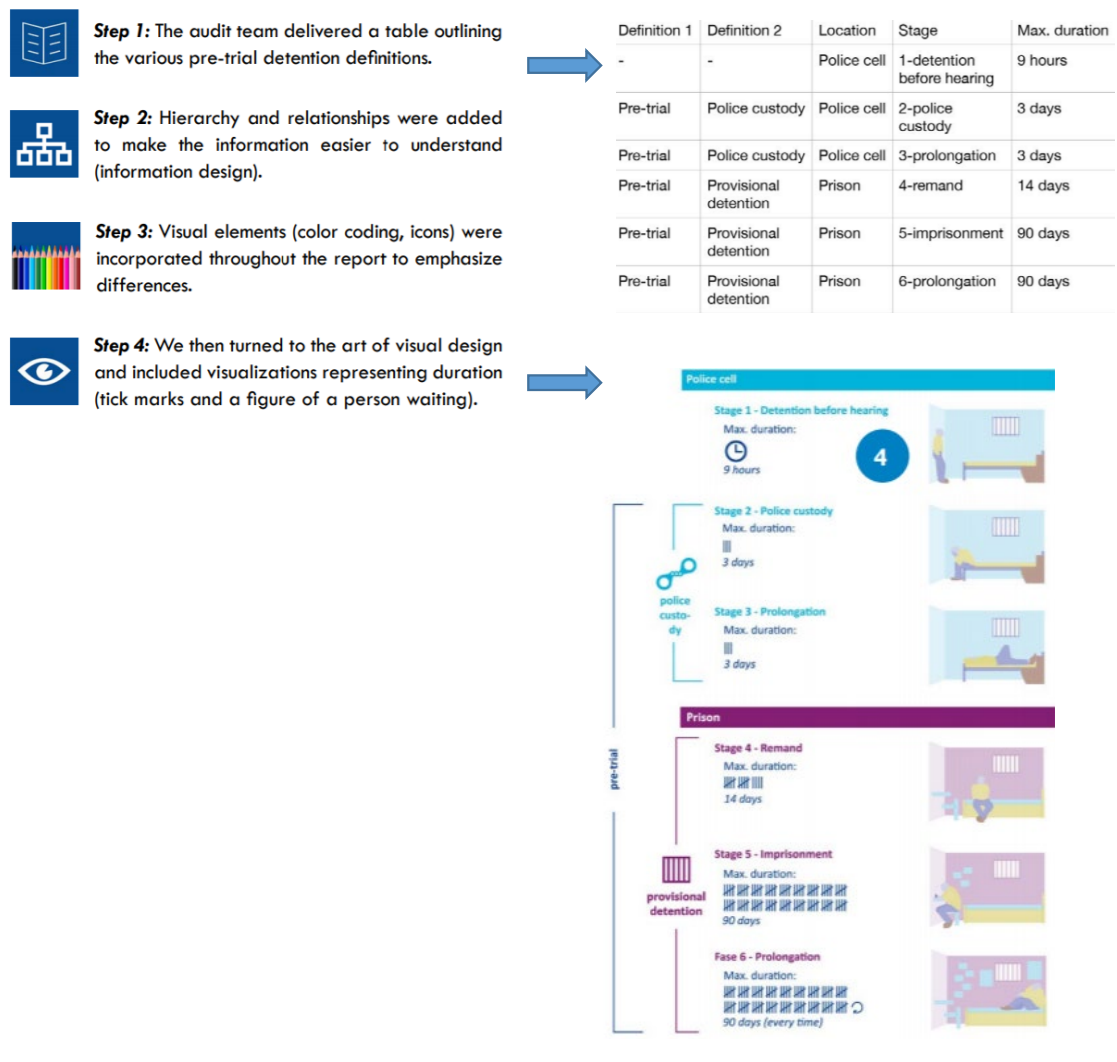 Step 1: The audit team delivered a table outlining
the various pre-trial detention definitions.
Step 2: Hierarchy and relationships were added
to make the information easier to understand
(information design).
Step 3: Visual elements (color coding, icons) were
incorporated throughout the report to emphasize
differences.
Step 4: We then turned to the art of visual design
and included visualizations representing duration
(tick marks and a figure of a person waiting).
Definition 1 Definition 2 Location Stage Max. duration
- - Police cell 1-detention 9 hours
before hearing
Pre-trial Police custody Police cell 2-police 3 days
custody
Pre-trial Police custody Police cell 3-prolongation 3 days
Pre-trial Provisional Prison 4-remand 14 days
detention
Pre-trial Provisional Prison 5-imprisonment 90 days
detention
Pre-trial Provisional Prison 6-prolongation 90 days
detention
Police cell
Stage 1 - Detention before hearing
Max. duration:
9 hours
4
pre-trial
police
custo-
dy
Stage 2 - Police custody
Max. duration:
3 days
Stage 3 - Prolongation
Max. duration:
3 days
Prison
provisional
detention
Stage 4 - Remand
Max. duration:
14 days
Stage 5 - Imprisonment
Max. duration:
90 days
Fase 6 - Prolongation
Max. duration:
90 days (every time)